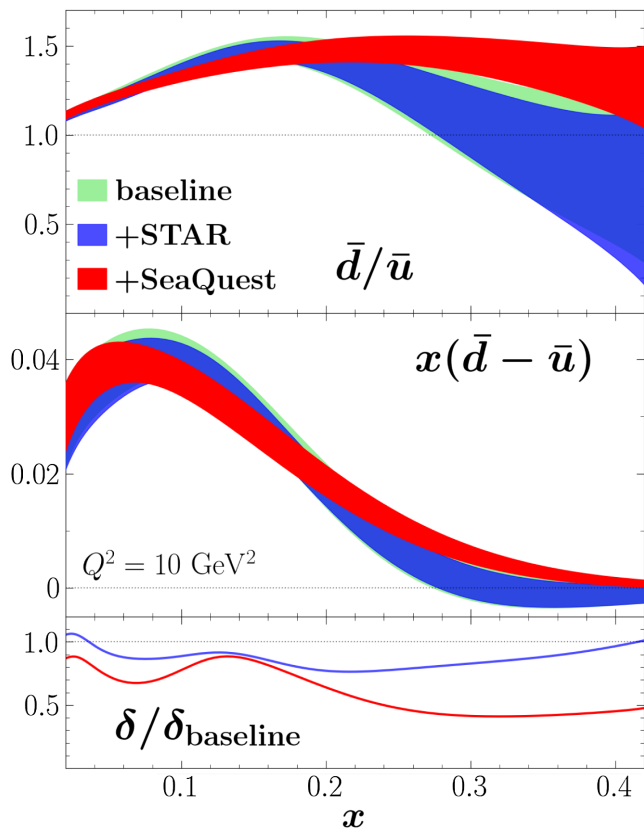 1.5
1.0
0.5
baseline
+STAR
+SeaQuest
d̄/ū
0.04
0.02
0
x(d̄ − ū)
Q² = 10 GeV²
1.0
0.5
δ/δbaseline
0.1
0.2
0.3
0.4
x